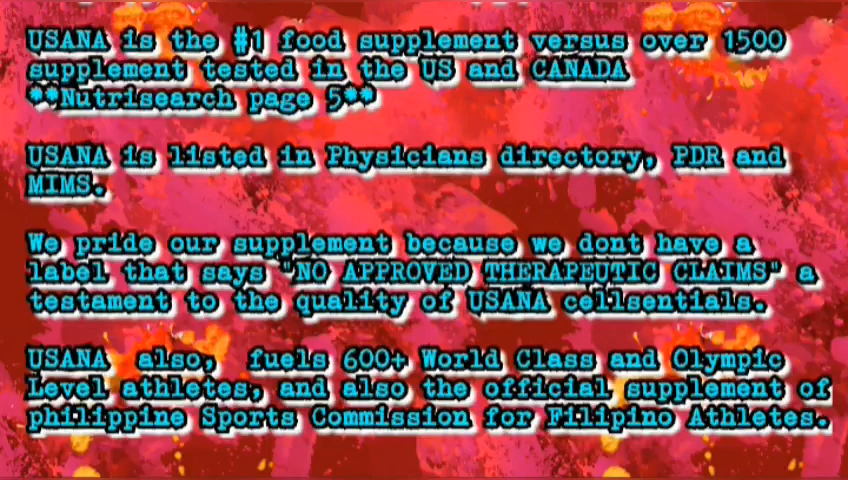 USANA is the #1 food supplement versus over 1500
supplement tested in the US and CANADA
**Nutrisearch page 5**
USANA is listed in Physicians directory, PDR and
MIMS.
We pride our supplement because we dont have a
label that says "NO APPROVED THERAPEUTIC CLAIMS" a
testament to the quality of USANA cellsentials.
USANA also, fuels 600+ World Class and Olympic
Level athletes, and also the official supplement of
philippine Sports Commission for Filipino Athletes.